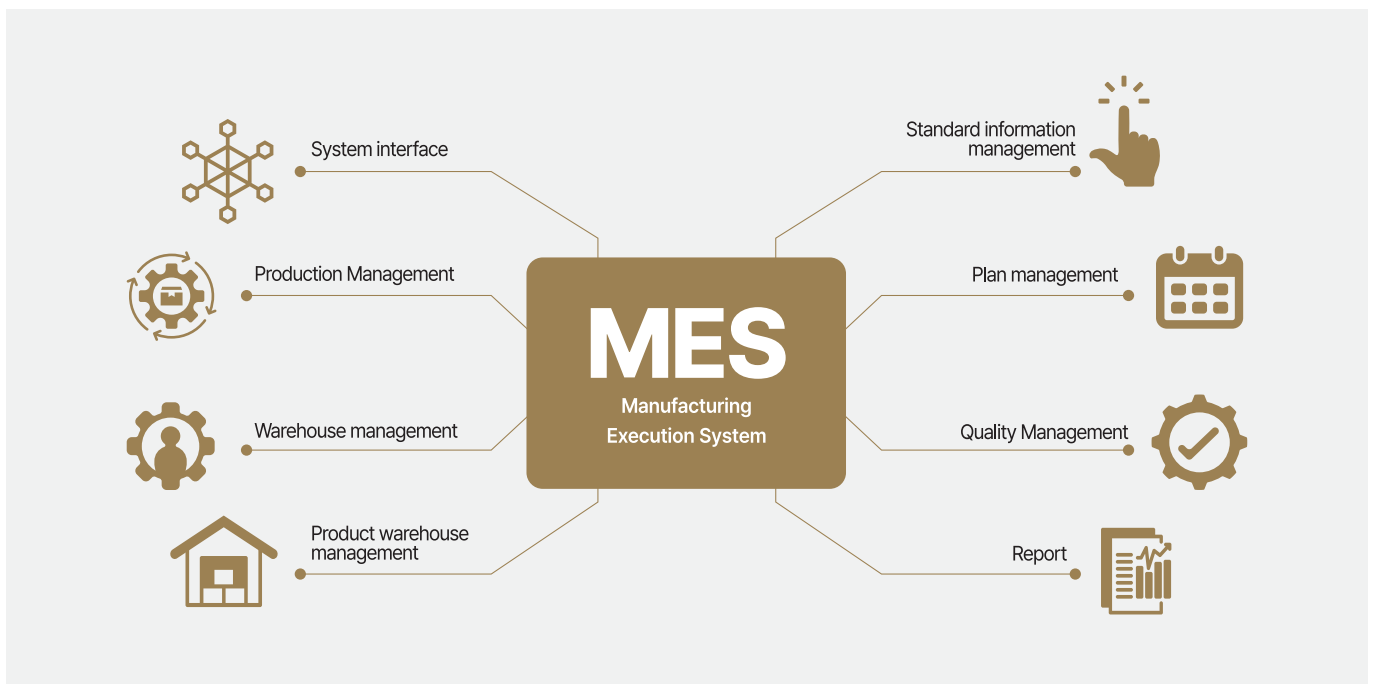 System interface
Standard information
management
Production Management
Plan management
MES
Manufacturing
Execution System
Warehouse management
Quality Management
Product warehouse
management
Report